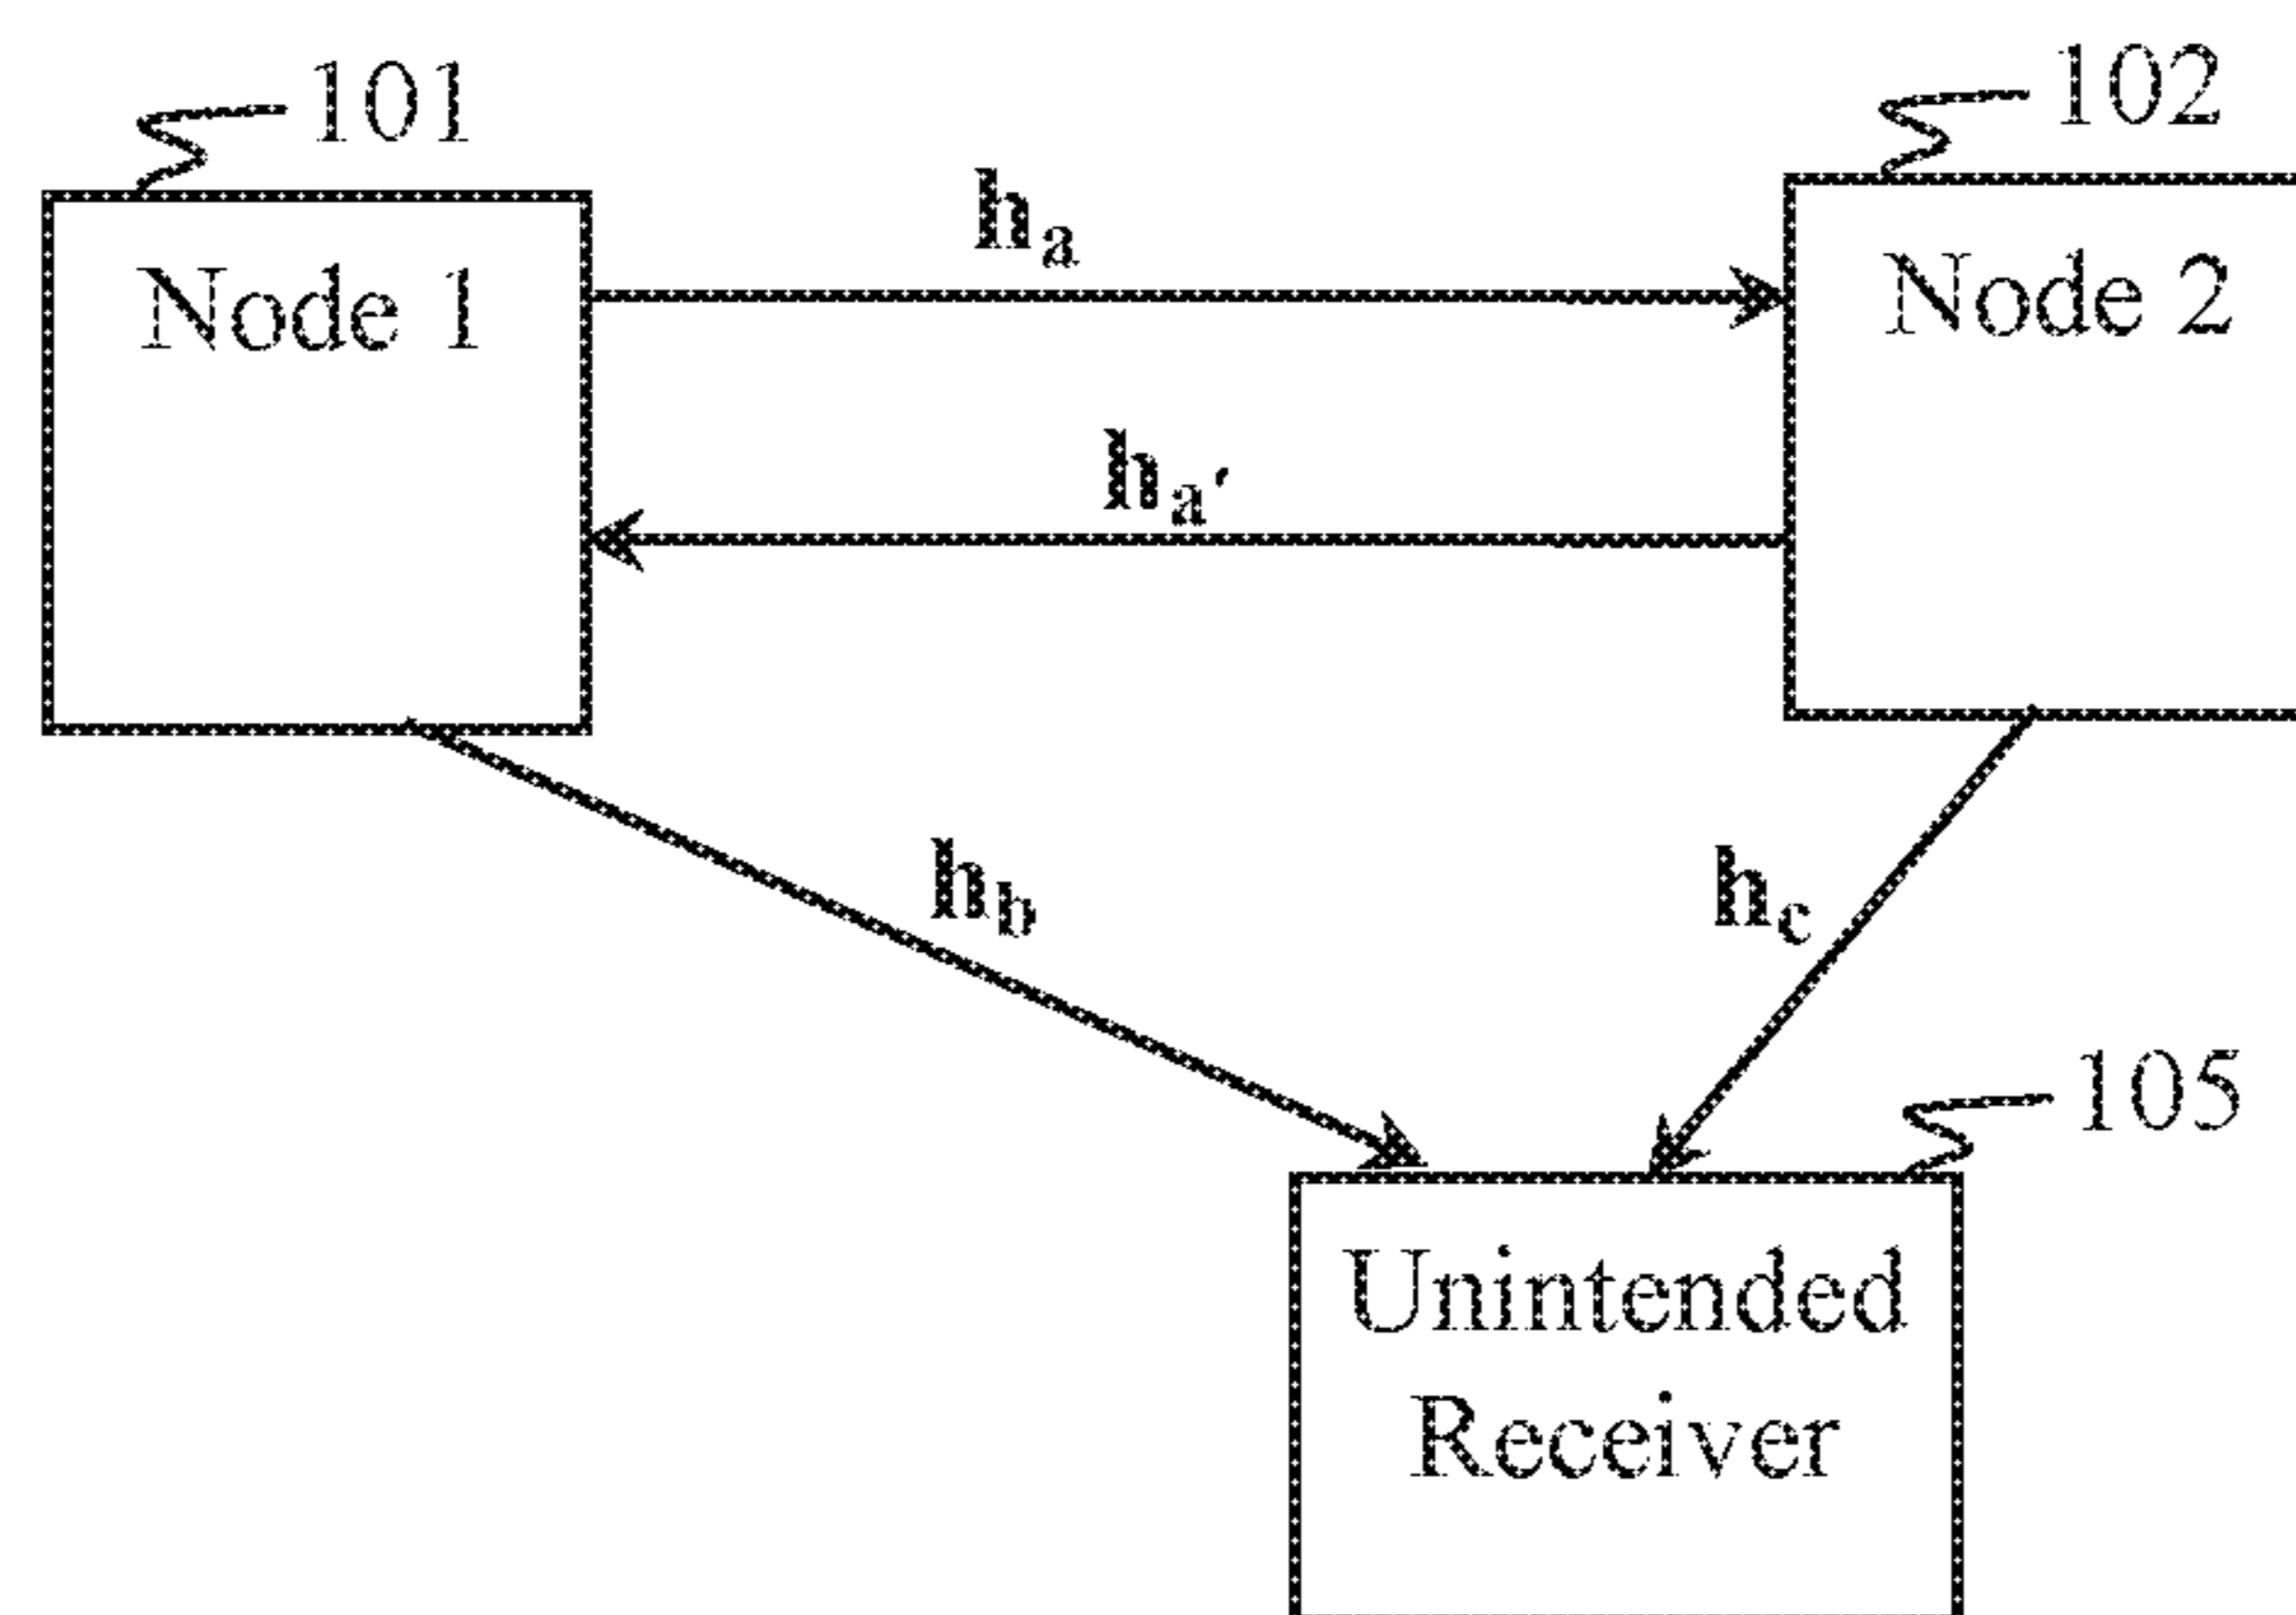 101
102
h_a
Node 1
Node 2
h_a′
h_b
h_c
105
Unintended
Receiver